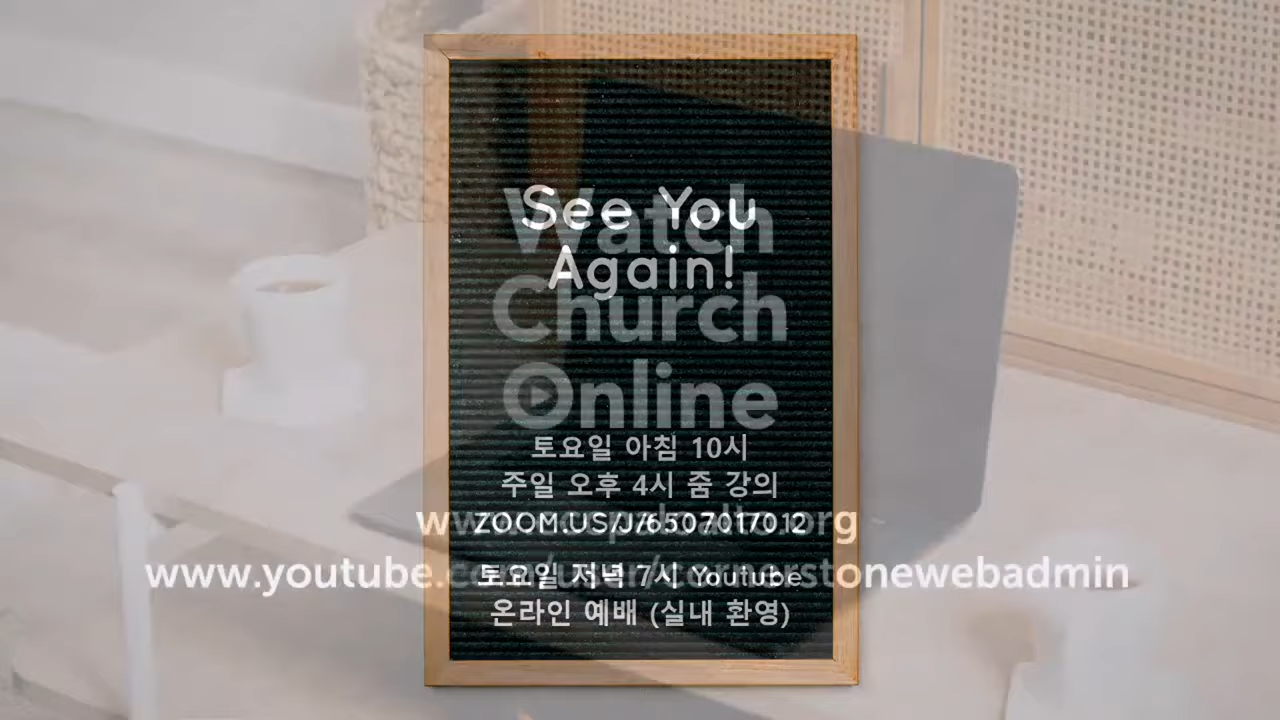 See You
Again!
Watch
Church
Online
토요일 아침 10시
주일 오후 4시 줌 강의
ZOOM.US/J/6507017012
토요일 저녁 7시 Youtube
온라인 예배 (실내 환영)
www.youtube.com/user/cornerstonewebadmin